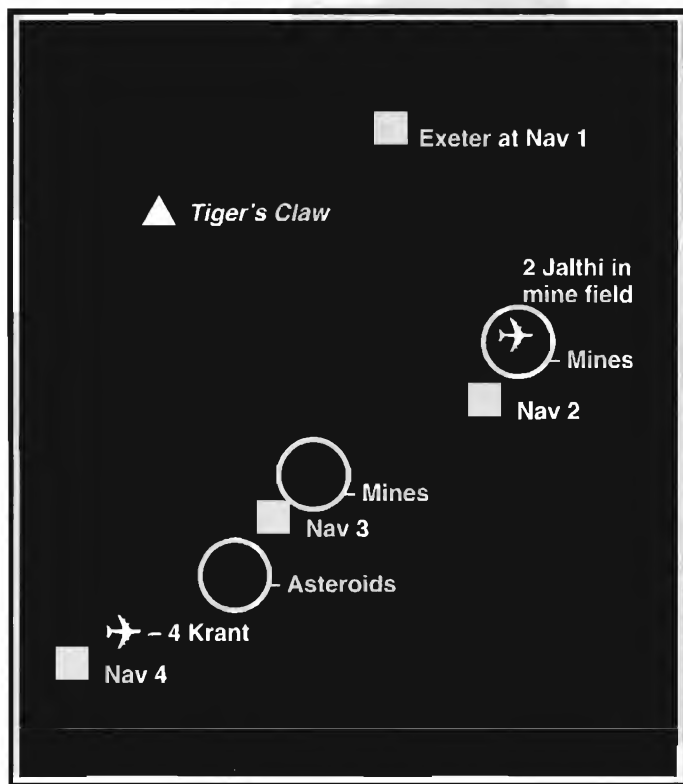 Exeter at Nav 1
Tiger's Claw
2 Jalthi in
mine field
Mines
Nav 2
Mines
Nav 3
Asteroids
4 Krant
Nav 4